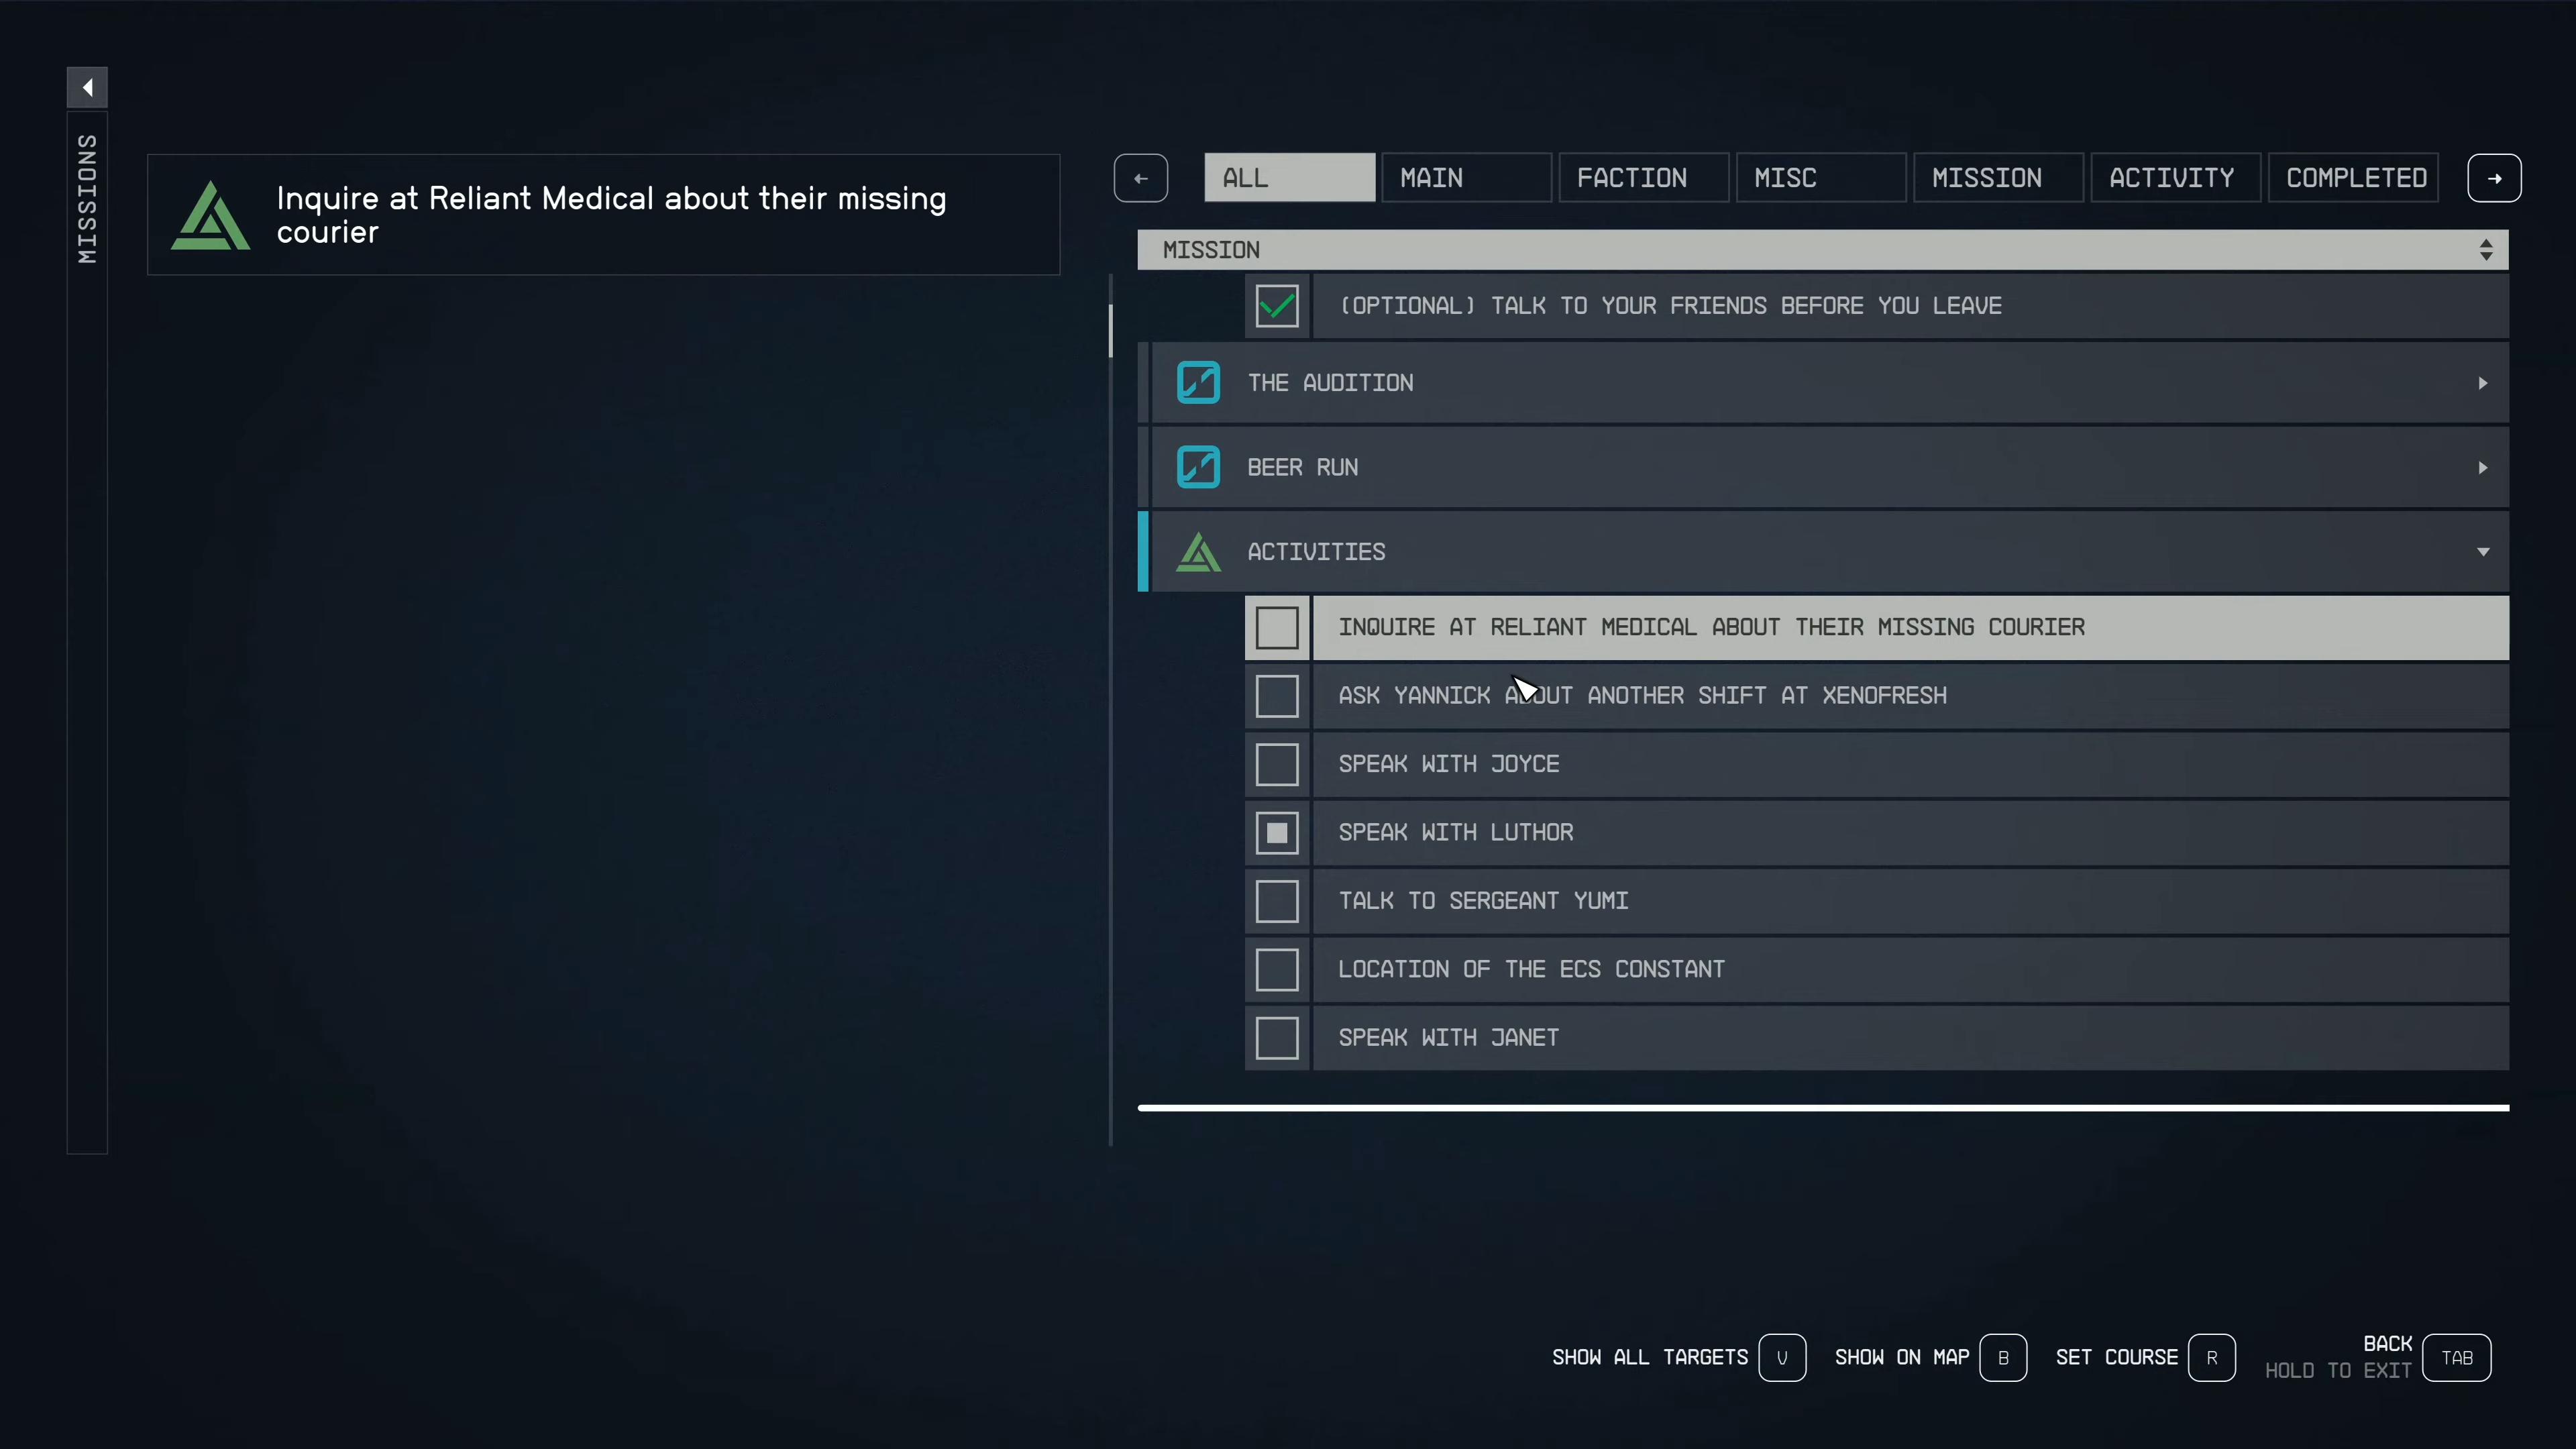 MISSIONS
Inquire at Reliant Medical about their missing
courier
ALL
MAIN
FACTION
MISC
MISSION
ACTIVITY
COMPLETED
MISSION
(OPTIONAL) TALK TO YOUR FRIENDS BEFORE YOU LEAVE
THE AUDITION
BEER RUN
ACTIVITIES
INQUIRE AT RELIANT MEDICAL ABOUT THEIR MISSING COURIER
ASK YANNICK ABOUT ANOTHER SHIFT AT XENOFRESH
SPEAK WITH JOYCE
SPEAK WITH LUTHOR
TALK TO SERGEANT YUMI
LOCATION OF THE ECS CONSTANT
SPEAK WITH JANET
SHOW ALL TARGETS V
SHOW ON MAP B
SET COURSE R
BACK
HOLD TO EXIT
TAB